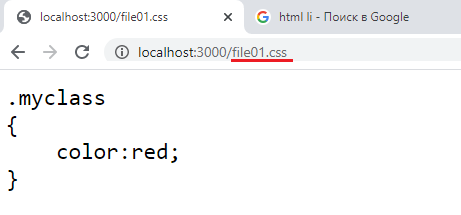 localhost:3000/file01.css
html li - Поиск в Google
localhost:3000/file01.css
.myclass
{
    color:red;
}